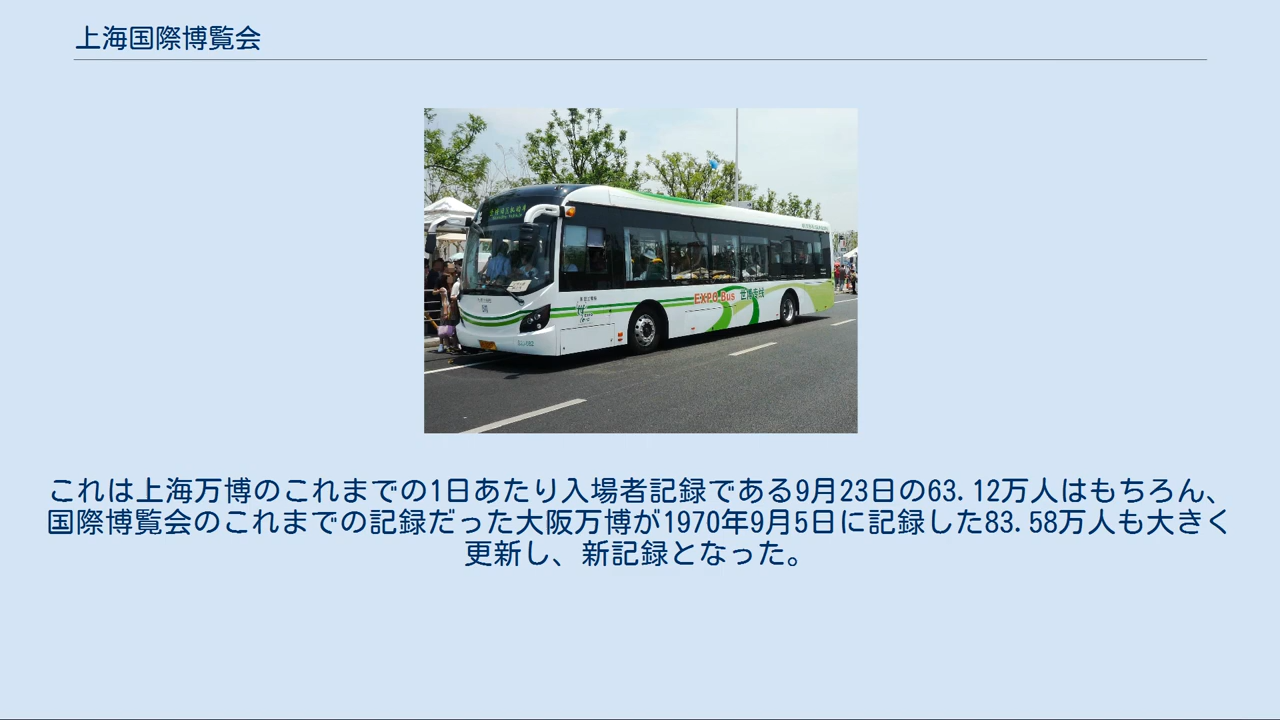 上海国際博覧会
EXPO Bus 世博专线
これは上海万博のこれまでの1日あたり入場者記録である9月23日の63.12万人はもちろん、
国際博覧会のこれまでの記録だった大阪万博が1970年9月5日に記録した83.58万人も大きく
更新し、新記録となった。